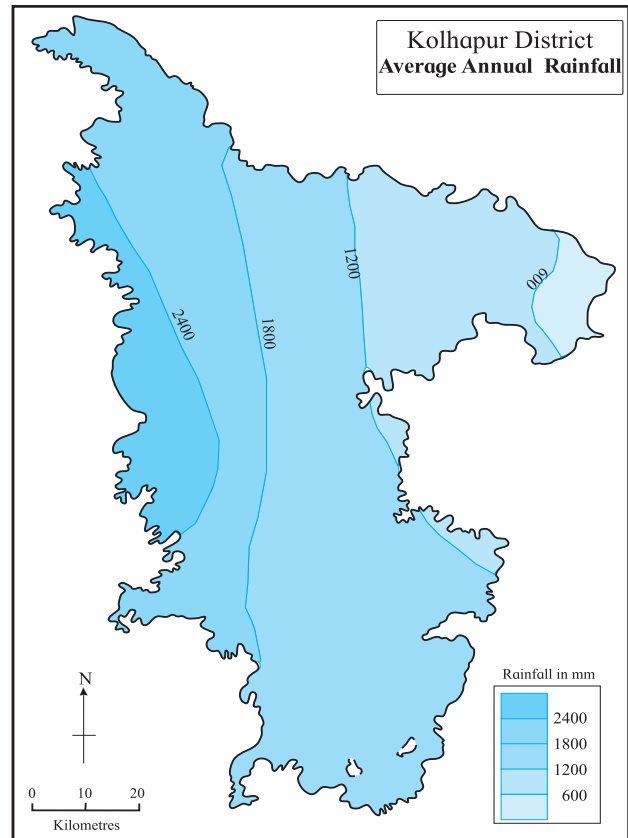 Kolhapur District
Average Annual Rainfall
1200
600
2400
1800
N
Rainfall in mm
2400
1800
1200
600
0 10 20
Kilometres